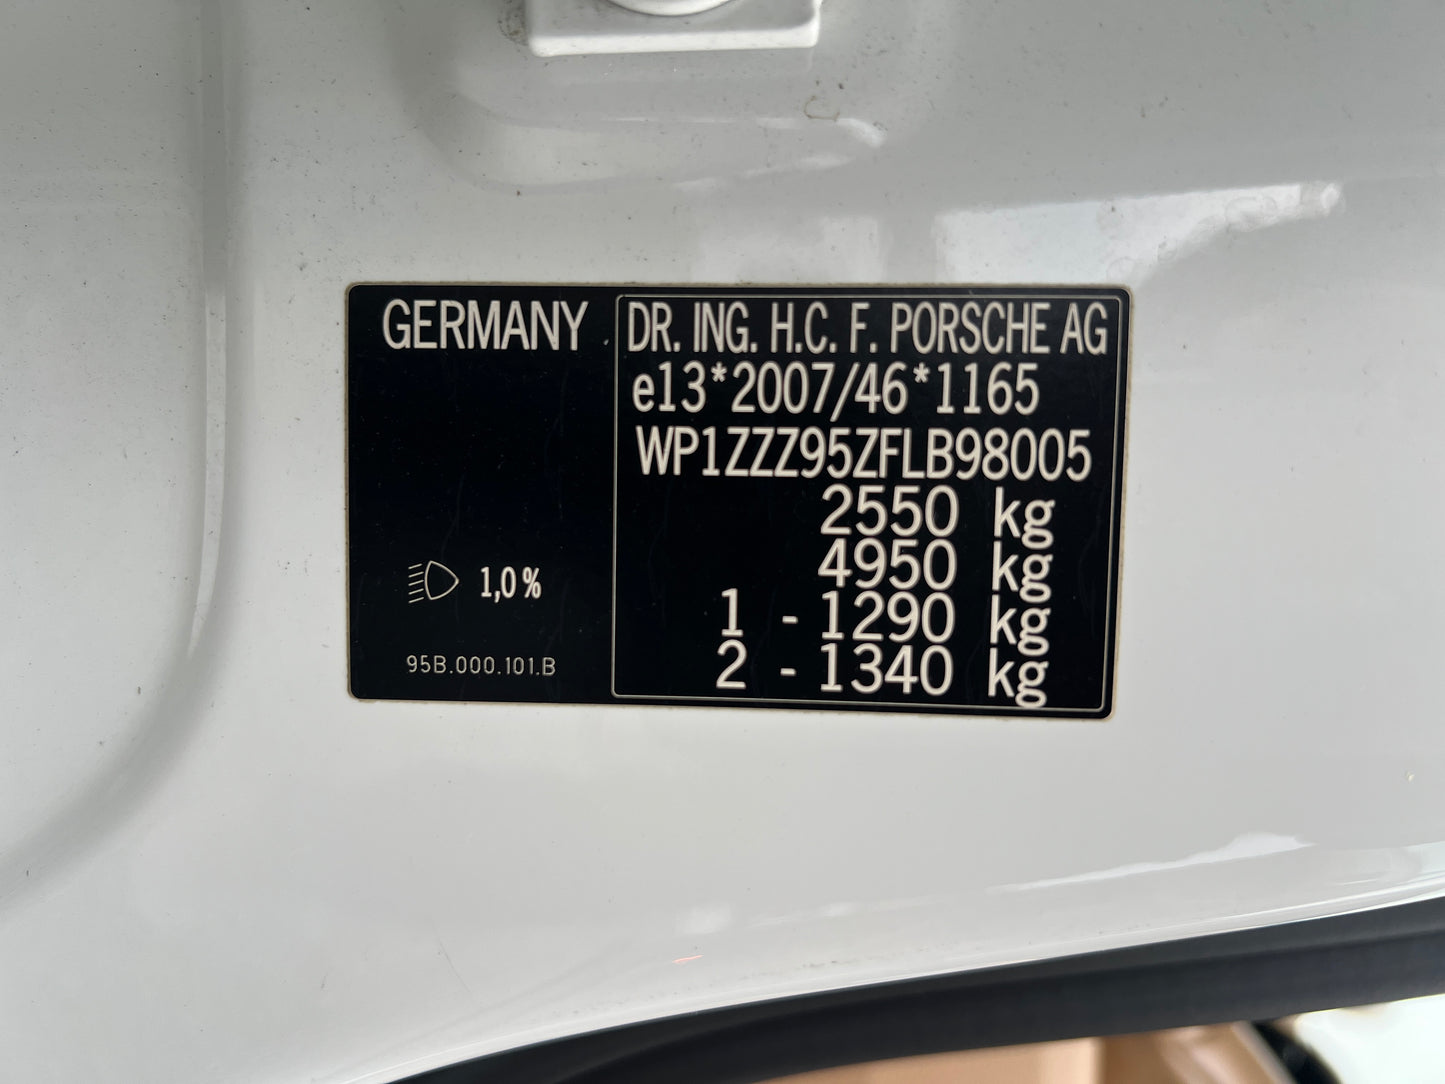 GERMANY
DR. ING. H.C. F. PORSCHE AG
e13*2007/46*1165
WP1ZZZ95ZFLB98005
2550 kg
4950 kg
1 - 1290 kg
2 - 1340 kg
1,0%
95B.000.101.B